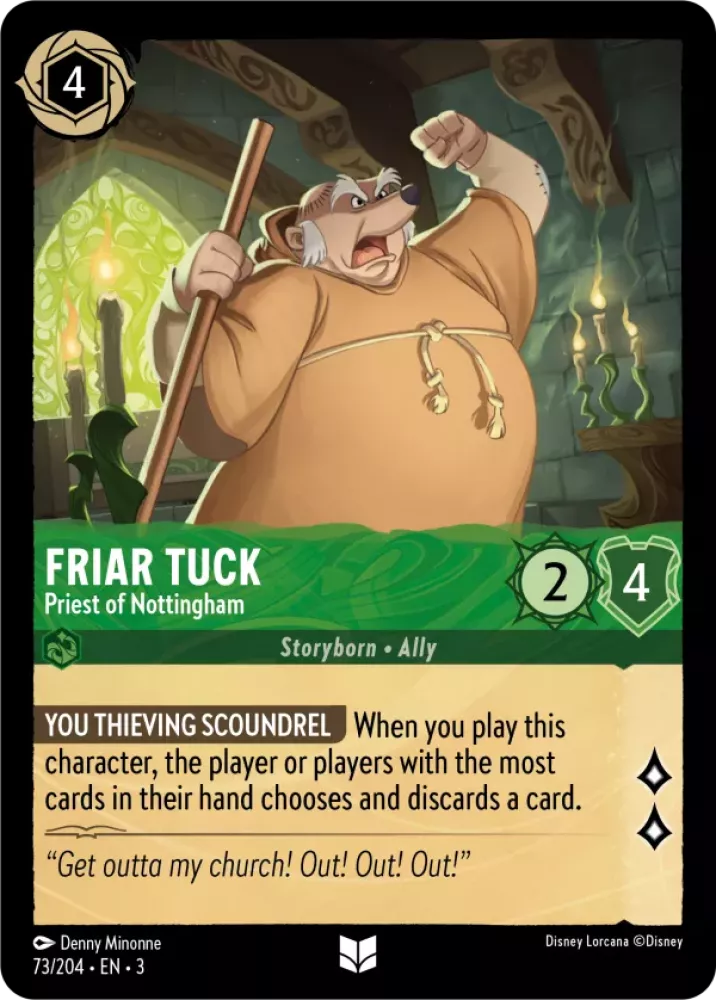 4
FRIAR TUCK
Priest of Nottingham
2
4
Storyborn • Ally
YOU THIEVING SCOUNDREL When you play this
character, the player or players with the most
cards in their hand chooses and discards a card.
“Get outta my church! Out! Out! Out!”
Denny Minonne
Disney Lorcana ©Disney
73/204 • EN • 3